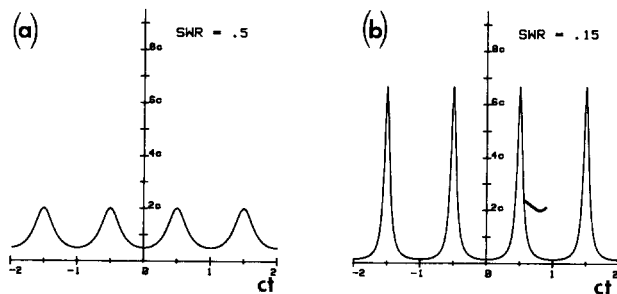 (a)
SWR = .5
8c
6c
4c
2c
-2 -1 0 1 2
ct
(b)
SWR = .15
8c
6c
4c
2c
-2 -1 0 1 2
ct